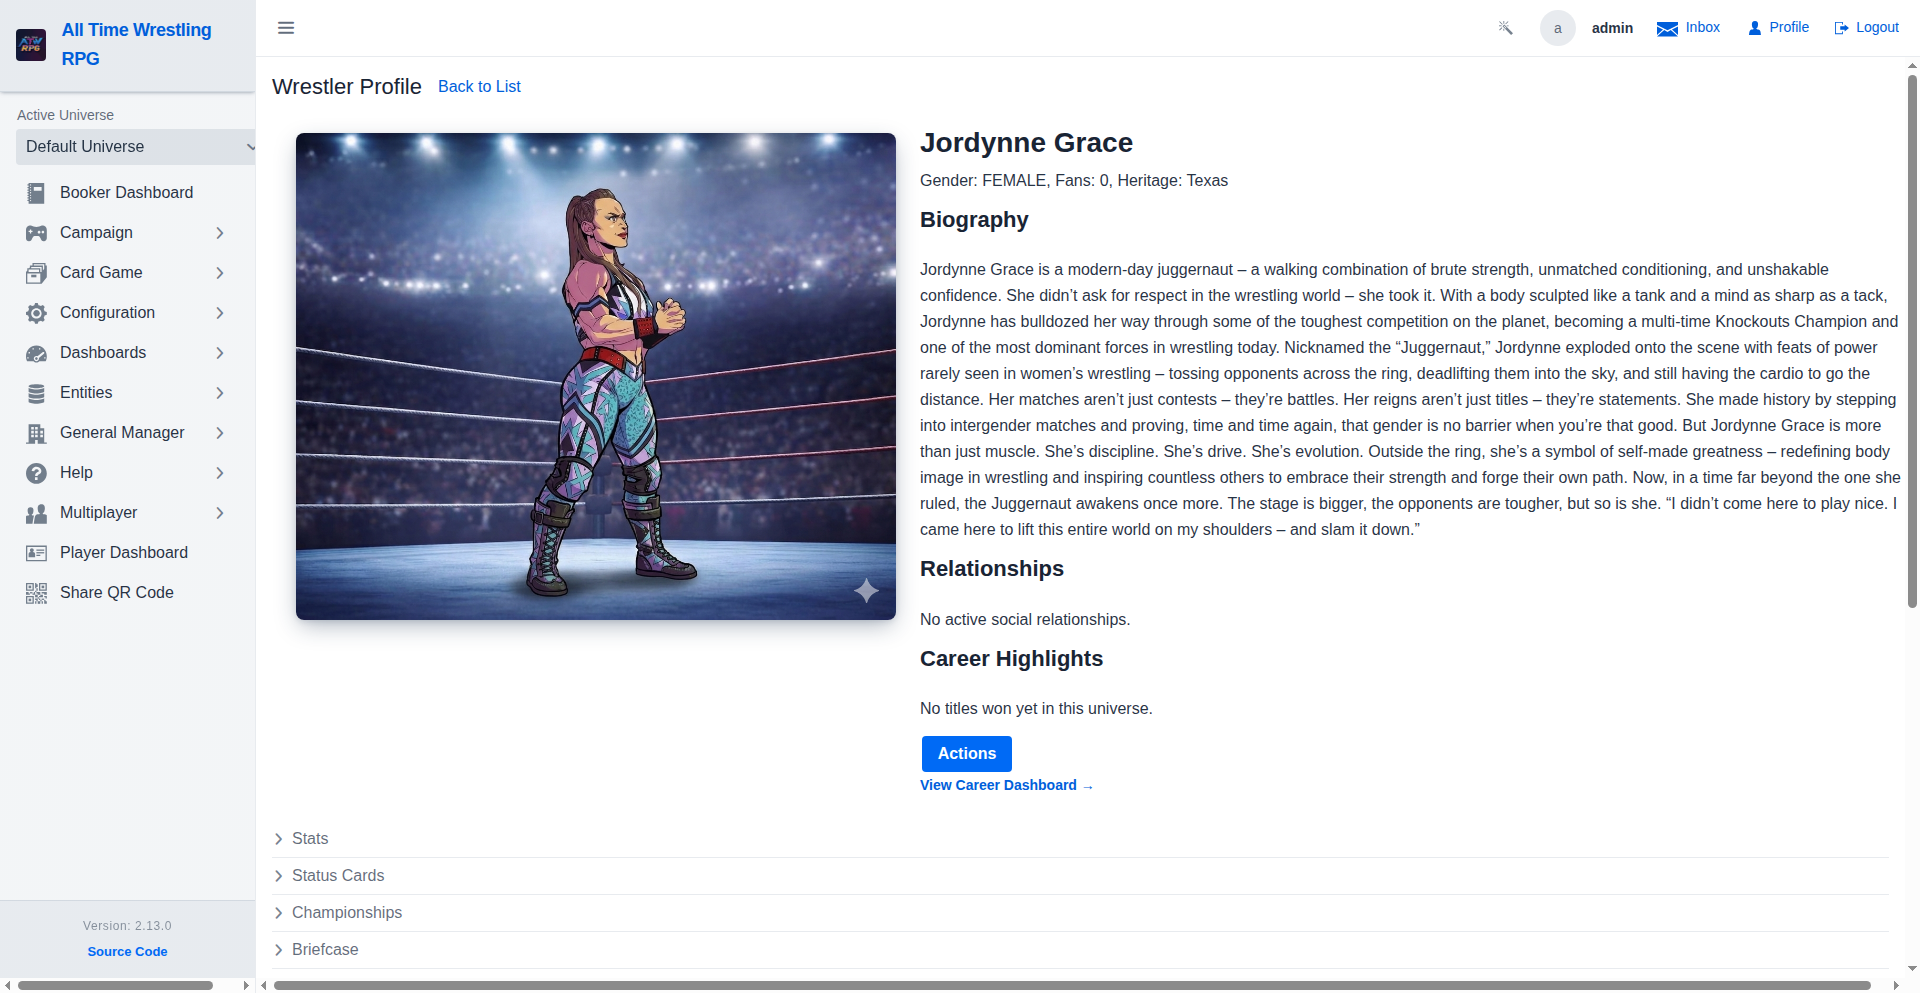 All Time Wrestling
RPG
a
admin
Inbox
Profile
Logout
Active Universe
Default Universe
Booker Dashboard
Campaign
Card Game
Configuration
Dashboards
Entities
General Manager
Help
Multiplayer
Player Dashboard
Share QR Code
Version: 2.13.0
Source Code
Wrestler Profile
Back to List
Jordynne Grace
Gender: FEMALE, Fans: 0, Heritage: Texas
Biography
Jordynne Grace is a modern-day juggernaut – a walking combination of brute strength, unmatched conditioning, and unshakable
confidence. She didn’t ask for respect in the wrestling world – she took it. With a body sculpted like a tank and a mind as sharp as a tack,
Jordynne has bulldozed her way through some of the toughest competition on the planet, becoming a multi-time Knockouts Champion and
one of the most dominant forces in wrestling today. Nicknamed the “Juggernaut,” Jordynne exploded onto the scene with feats of power
rarely seen in women’s wrestling – tossing opponents across the ring, deadlifting them into the sky, and still having the cardio to go the
distance. Her matches aren’t just contests – they’re battles. Her reigns aren’t just titles – they’re statements. She made history by stepping
into intergender matches and proving, time and time again, that gender is no barrier when you’re that good. But Jordynne Grace is more
than just muscle. She’s discipline. She’s drive. She’s evolution. Outside the ring, she’s a symbol of self-made greatness – redefining body
image in wrestling and inspiring countless others to embrace their strength and forge their own path. Now, in a time far beyond the one she
ruled, the Juggernaut awakens once more. The stage is bigger, the opponents are tougher, but so is she. “I didn’t come here to play nice. I
came here to lift this entire world on my shoulders – and slam it down.”
Relationships
No active social relationships.
Career Highlights
No titles won yet in this universe.
Actions
View Career Dashboard →
Stats
Status Cards
Championships
Briefcase